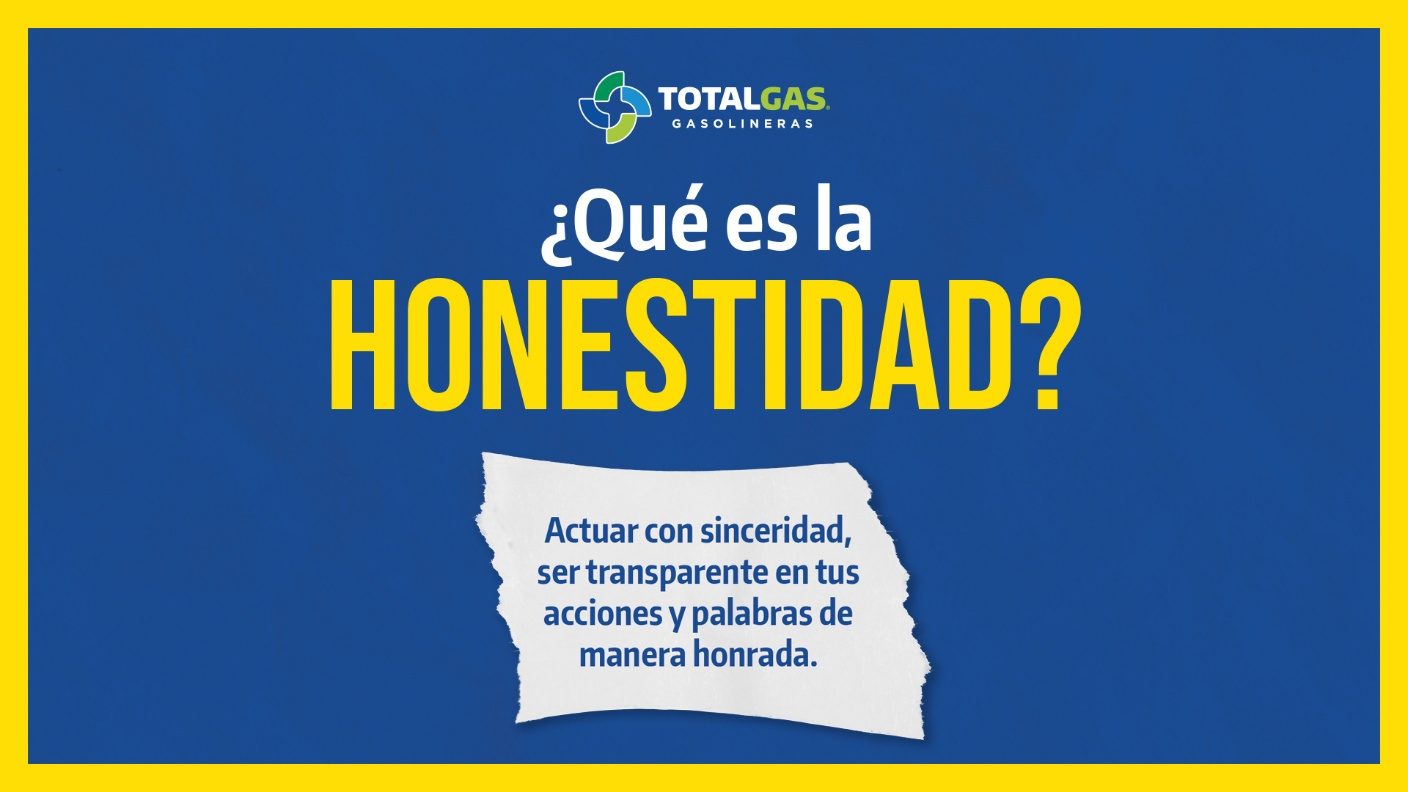 TOTALGAS®
GASOLINERAS
¿Qué es la
HONESTIDAD?
Actuar con sinceridad,
ser transparente en tus
acciones y palabras de
manera honrada.